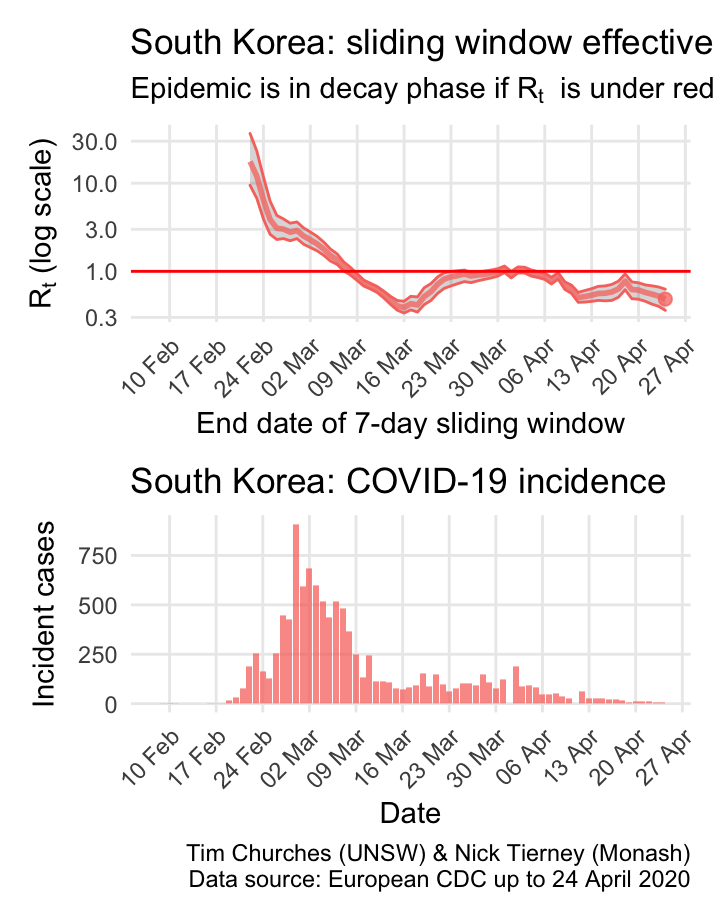 South Korea: sliding window effective
Epidemic is in decay phase if Rt is under red
Rt (log scale)
30.0
10.0
3.0
1.0
0.3
10 Feb
17 Feb
24 Feb
02 Mar
09 Mar
16 Mar
23 Mar
30 Mar
06 Apr
13 Apr
20 Apr
27 Apr
End date of 7-day sliding window
South Korea: COVID-19 incidence
Incident cases
750
500
250
0
10 Feb
17 Feb
24 Feb
02 Mar
09 Mar
16 Mar
23 Mar
30 Mar
06 Apr
13 Apr
20 Apr
27 Apr
Date
Tim Churches (UNSW) & Nick Tierney (Monash)
Data source: European CDC up to 24 April 2020